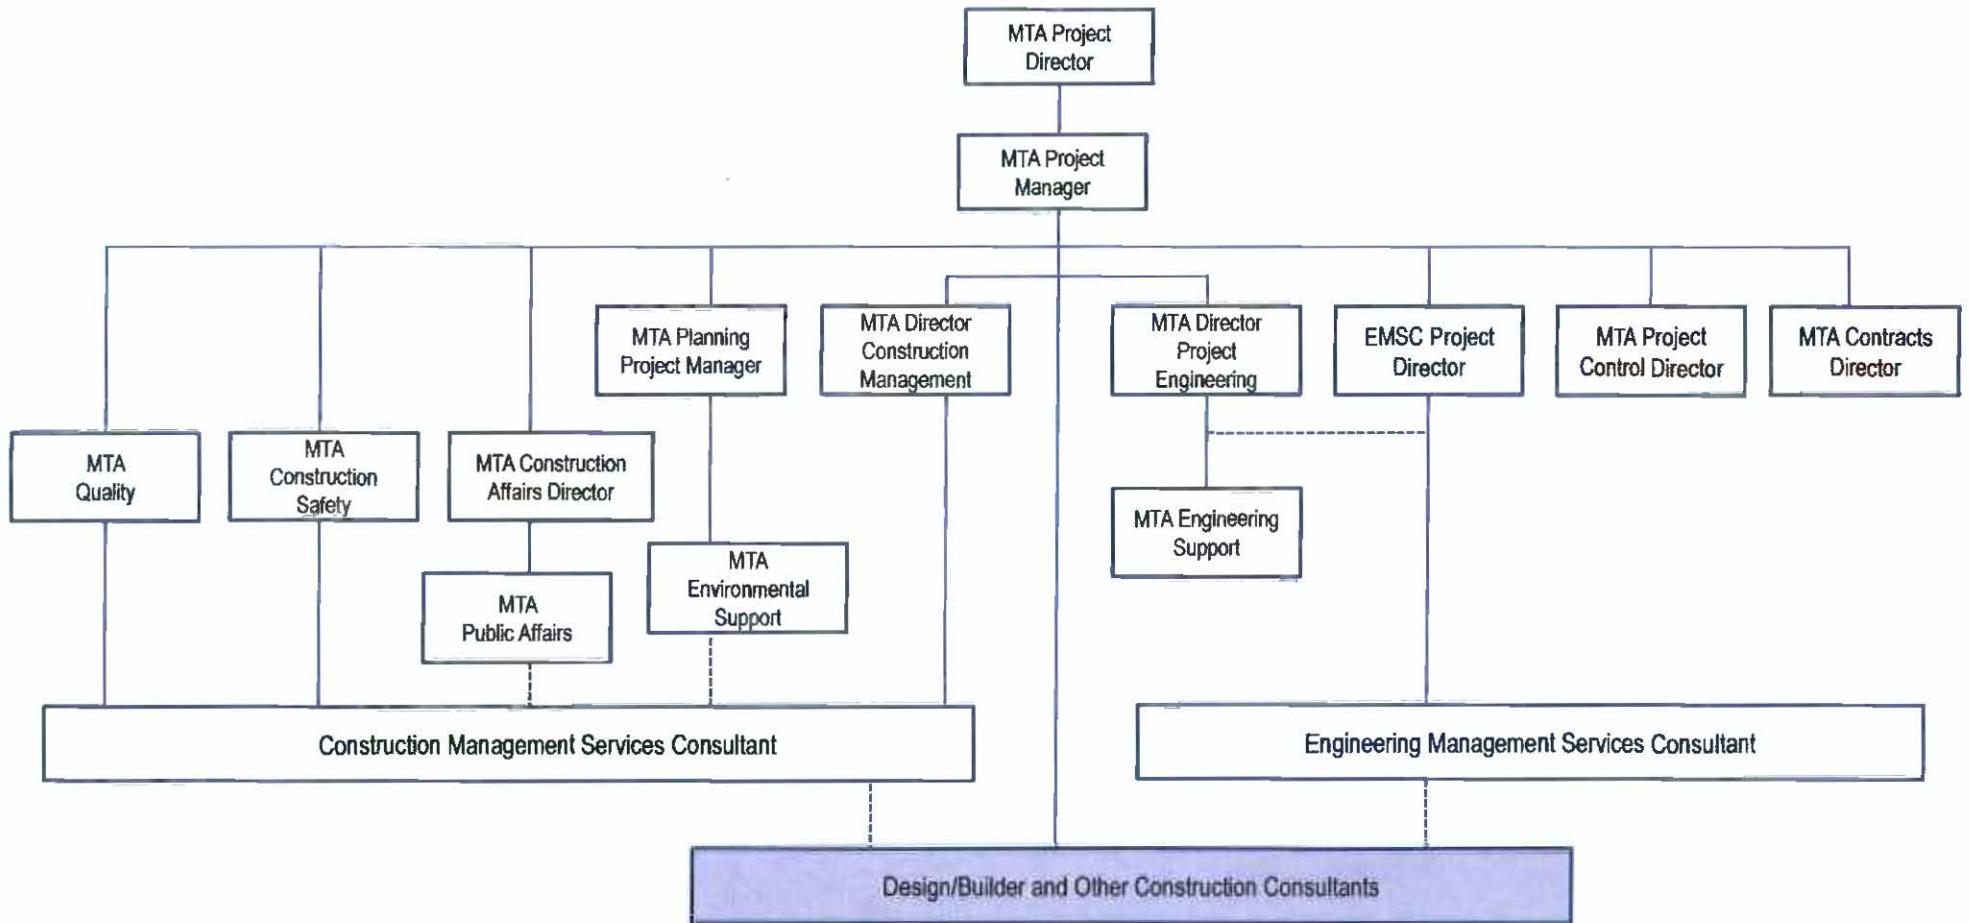 MTA Project
Director
MTA Project
Manager
MTA Planning
Project Manager
MTA Director
Construction
Management
MTA Director
Project
Engineering
EMSC Project
Director
MTA Project
Control Director
MTA Contracts
Director
MTA
Quality
MTA
Construction
Safety
MTA Construction
Affairs Director
MTA Engineering
Support
MTA
Environmental
Support
MTA
Public Affairs
Construction Management Services Consultant
Engineering Management Services Consultant
Design/Builder and Other Construction Consultants